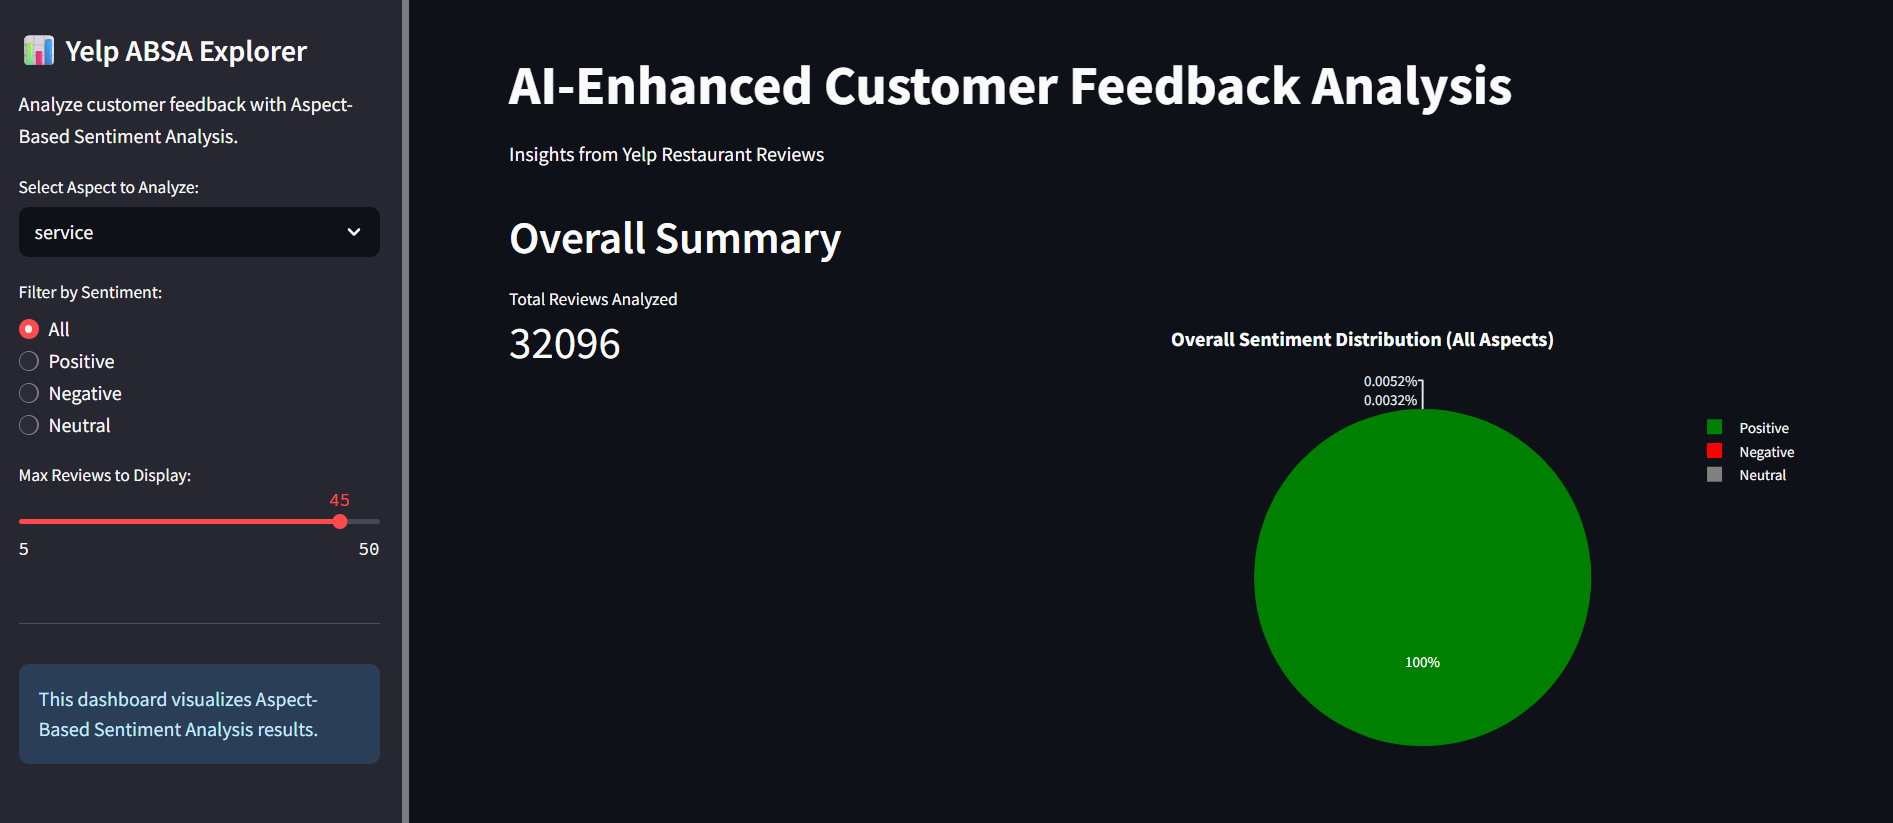 Yelp ABSA Explorer
Analyze customer feedback with Aspect-
Based Sentiment Analysis.
Select Aspect to Analyze:
service
Filter by Sentiment:
All
Positive
Negative
Neutral
Max Reviews to Display:
45
5 50
This dashboard visualizes Aspect-
Based Sentiment Analysis results.
AI-Enhanced Customer Feedback Analysis
Insights from Yelp Restaurant Reviews
Overall Summary
Total Reviews Analyzed
32096
Overall Sentiment Distribution (All Aspects)
0.0052%
0.0032%
100%
Positive
Negative
Neutral